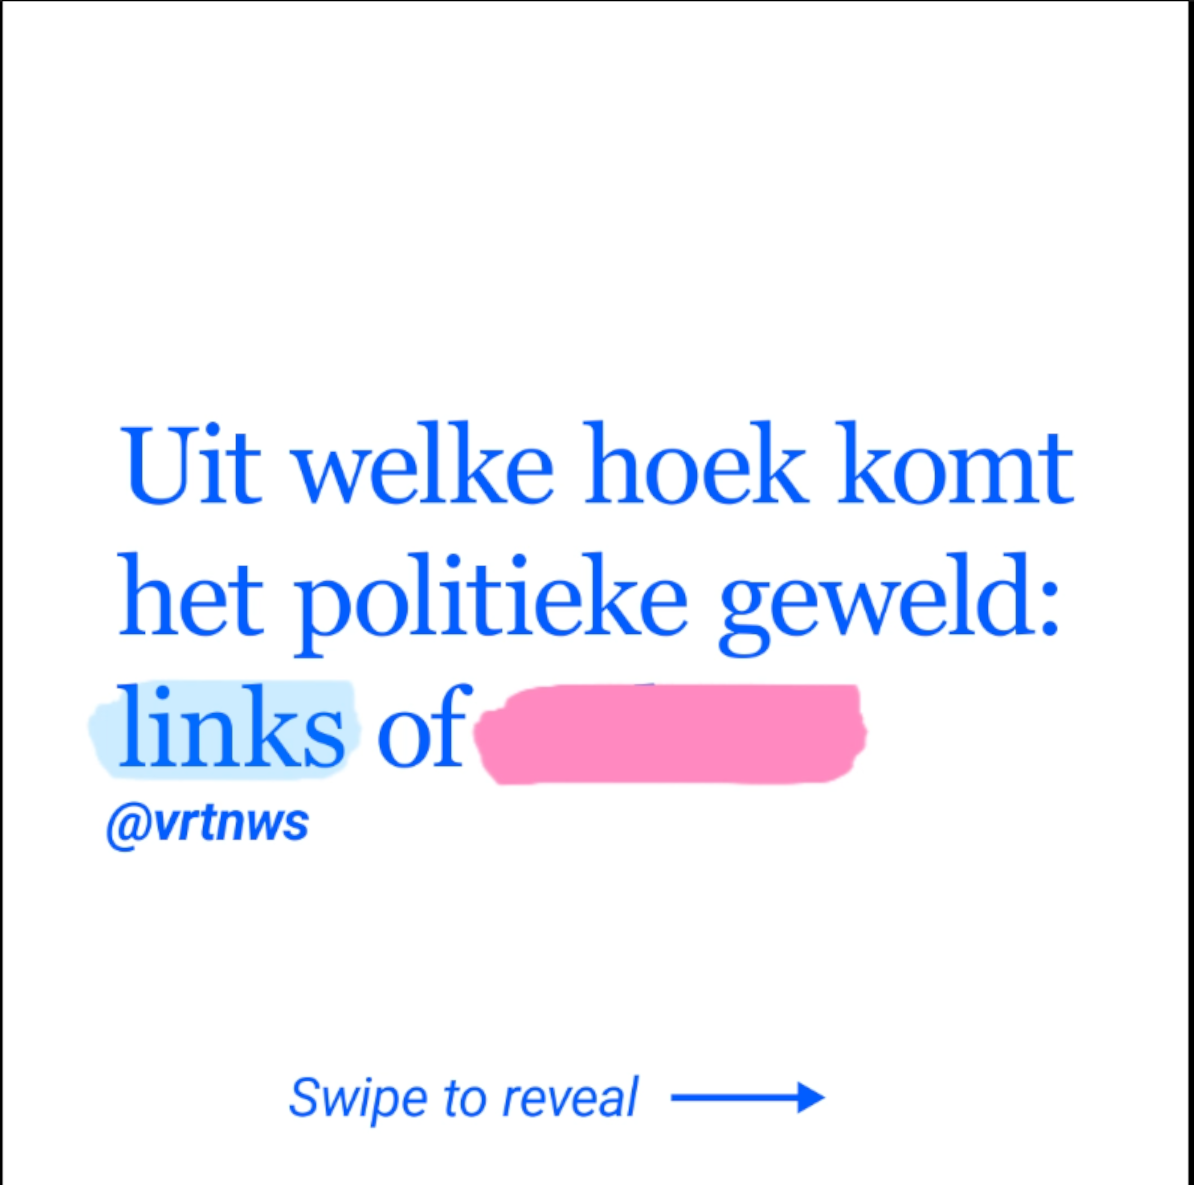 Uit welke hoek komt
het politieke geweld:
links of
@vrtnws
Swipe to reveal